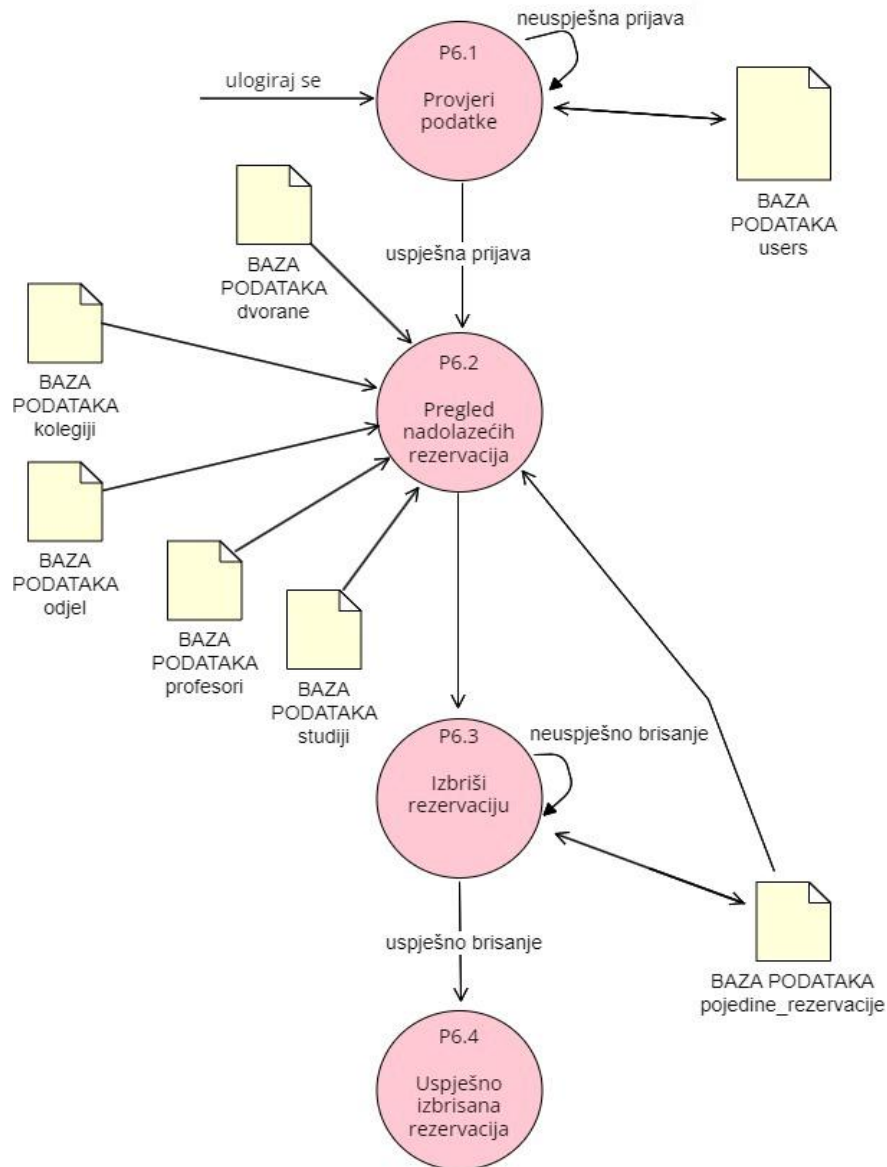 neuspješna prijava
P6.1
ulogiraj se
Provjeri
podatke
BAZA
PODATAKA
users
uspješna prijava
BAZA
PODATAKA
dvorane
P6.2
Pregled
nadolazećih
rezervacija
BAZA
PODATAKA
kolegiji
BAZA
PODATAKA
odjel
BAZA
PODATAKA
profesori
BAZA
PODATAKA
studiji
P6.3
neuspješno brisanje
Izbriši
rezervaciju
uspješno brisanje
BAZA PODATAKA
pojedine_rezervacije
P6.4
Uspješno
izbrisana
rezervacija